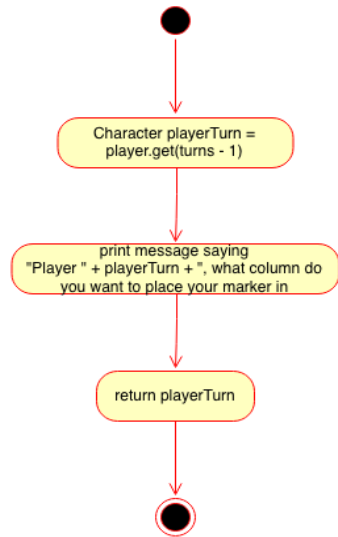 Character playerTurn =
player.get(turns - 1)
print message saying
"Player " + playerTurn + ", what column do
you want to place your marker in
return playerTurn